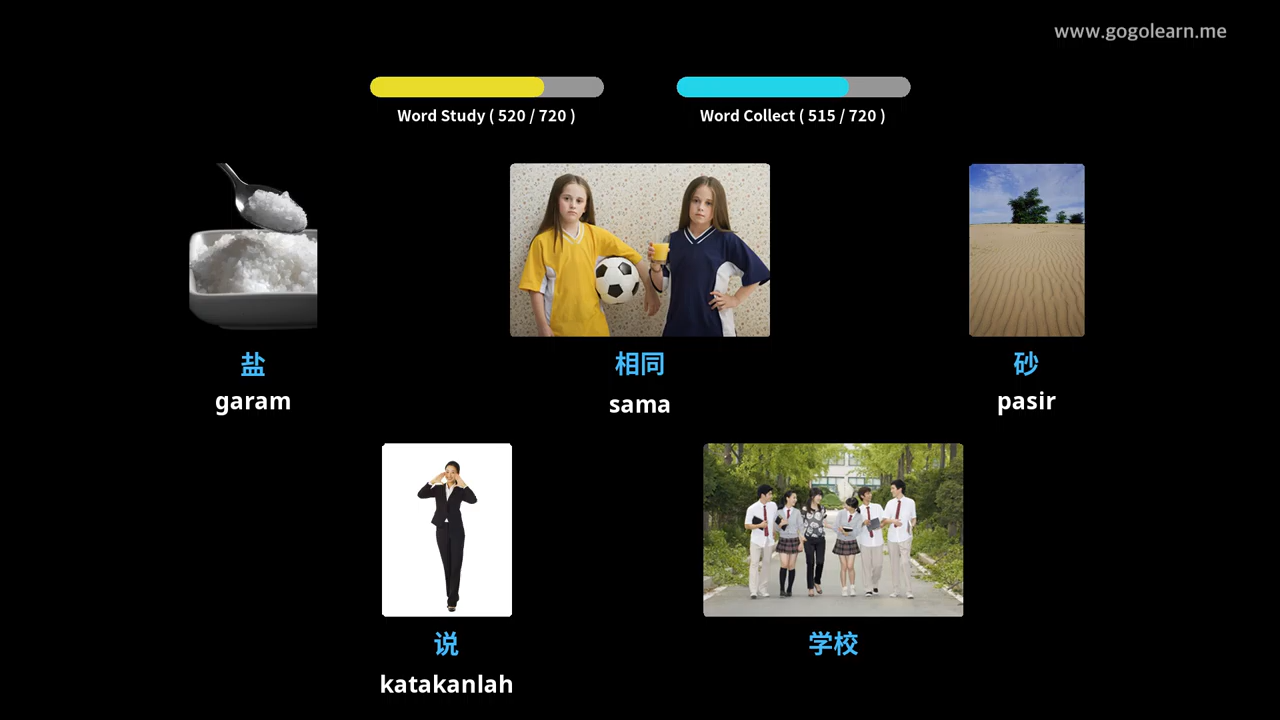 www.gogolearn.me
Word Study ( 520 / 720 )
Word Collect ( 515 / 720 )
盐
garam
相同
sama
砂
pasir
说
katakanlah
学校